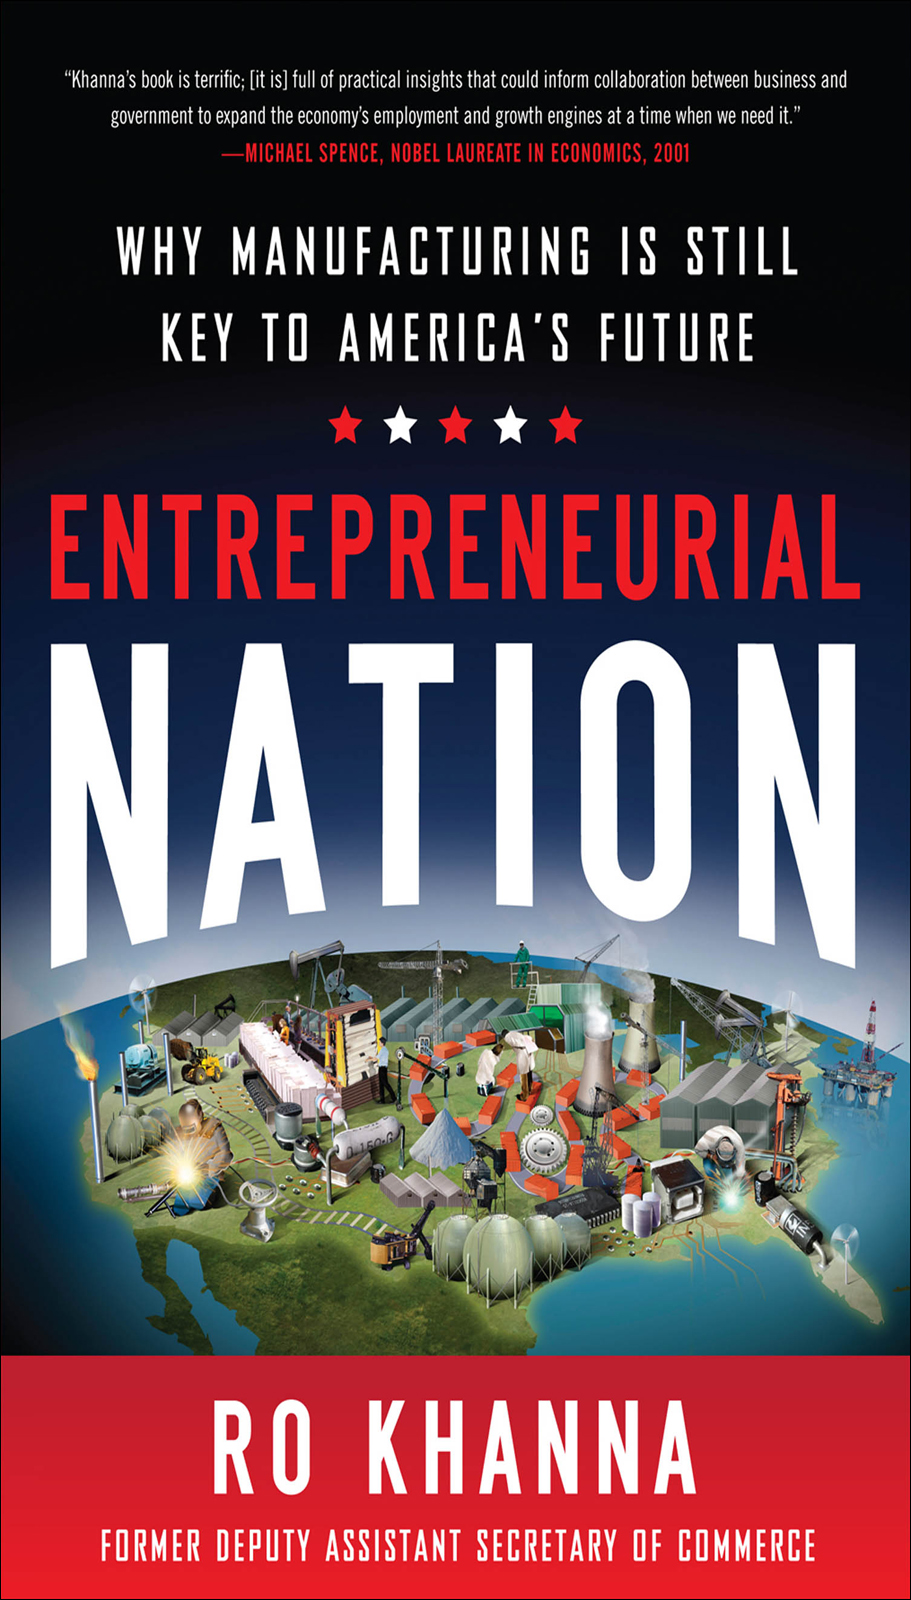 “Khanna’s book is terrific; [it is] full of practical insights that could inform collaboration between business and
government to expand the economy’s employment and growth engines at a time when we need it.”
—MICHAEL SPENCE, NOBEL LAUREATE IN ECONOMICS, 2001
WHY MANUFACTURING IS STILL
KEY TO AMERICA’S FUTURE
ENTREPRENEURIAL
NATION
RO KHANNA
FORMER DEPUTY ASSISTANT SECRETARY OF COMMERCE